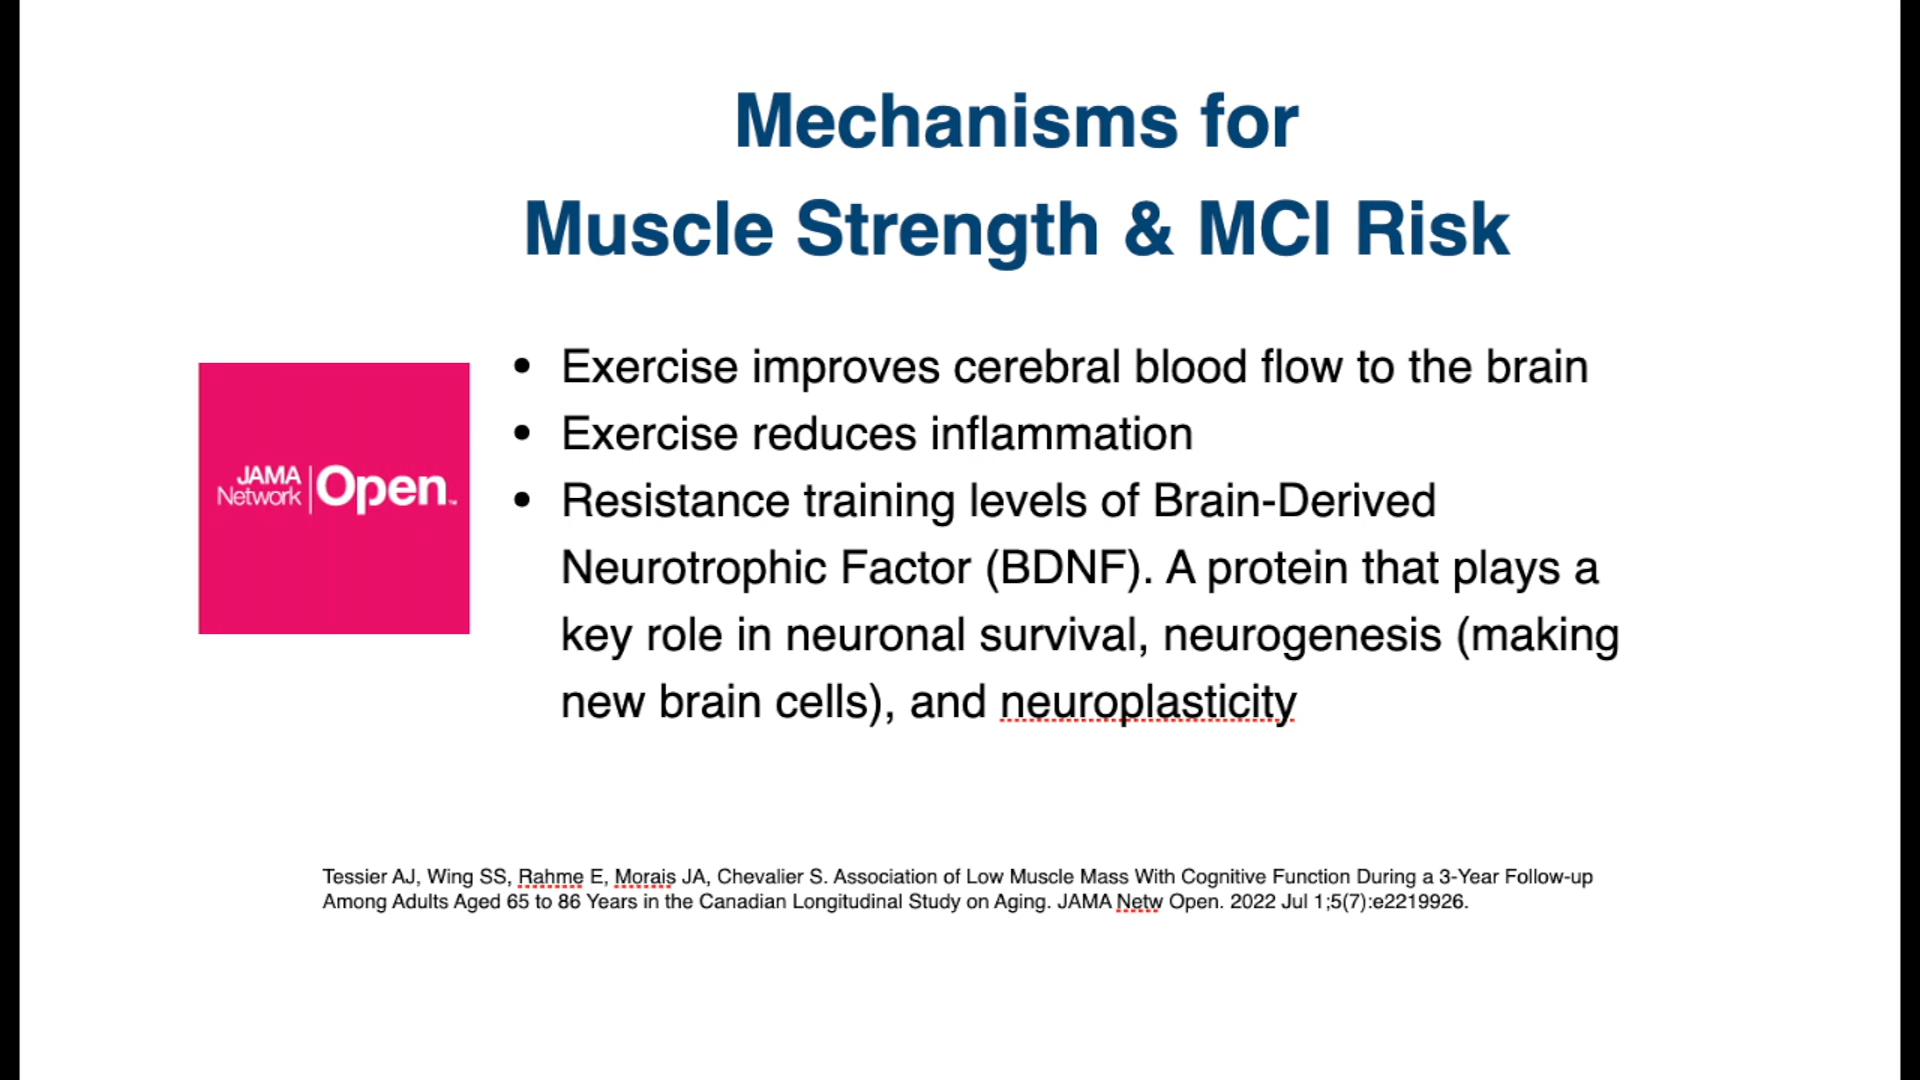 Mechanisms for
Muscle Strength & MCI Risk
JAMA Network | Open™
• Exercise improves cerebral blood flow to the brain
• Exercise reduces inflammation
• Resistance training levels of Brain-Derived
Neurotrophic Factor (BDNF). A protein that plays a
key role in neuronal survival, neurogenesis (making
new brain cells), and neuroplasticity
Tessier AJ, Wing SS, Rahme E, Morais JA, Chevalier S. Association of Low Muscle Mass With Cognitive Function During a 3-Year Follow-up
Among Adults Aged 65 to 86 Years in the Canadian Longitudinal Study on Aging. JAMA Netw Open. 2022 Jul 1;5(7):e2219926.